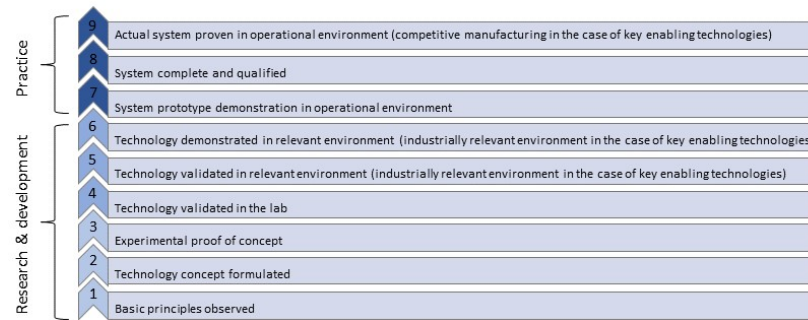 Practice
9 Actual system proven in operational environment (competitive manufacturing in the case of key enabling technologies)
8 System complete and qualified
7 System prototype demonstration in operational environment
Research & development
6 Technology demonstrated in relevant environment (industrially relevant environment in the case of key enabling technologies
5 Technology validated in relevant environment (industrially relevant environment in the case of key enabling technologies)
4 Technology validated in the lab
3 Experimental proof of concept
2 Technology concept formulated
1 Basic principles observed